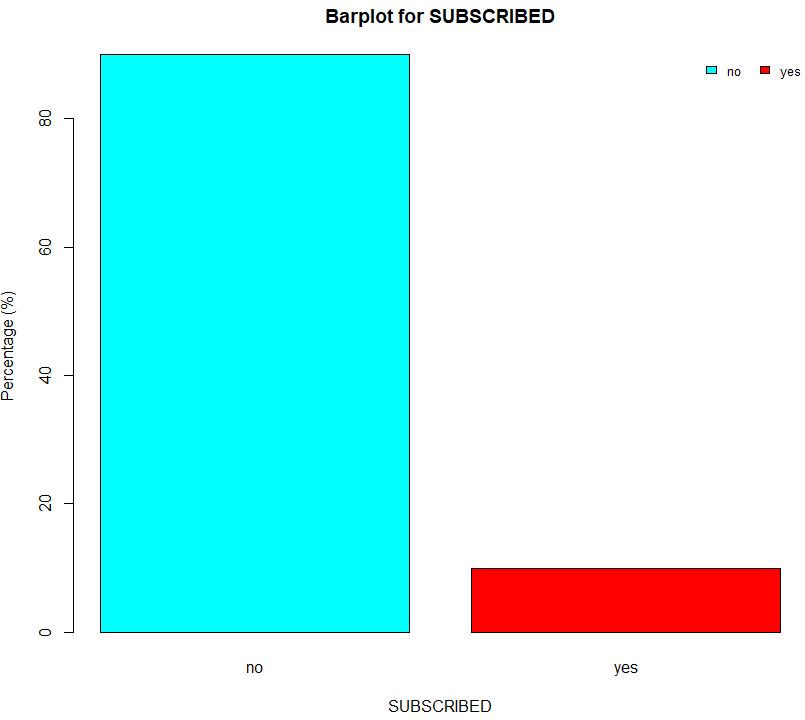 Barplot for SUBSCRIBED
no yes
Percentage (%)
80
60
40
20
0
no yes
SUBSCRIBED